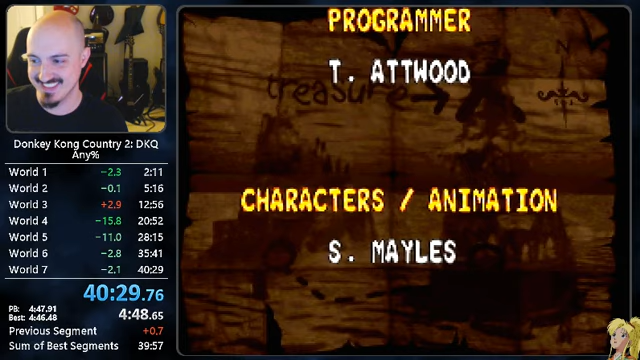 PROGRAMMER
T. ATTWOOD
treasure
N
CHARACTERS / ANIMATION
S. MAYLES
Donkey Kong Country 2: DKQ
Any%
World 1 −2.3 2:11
World 2 −0.1 5:16
World 3 +2.9 12:56
World 4 −15.8 20:52
World 5 −11.0 28:15
World 6 −2.8 35:41
World 7 −2.1 40:29
40:29.76
PB: 4:47.91
Best: 4:46.48
4:48.65
Previous Segment +0.7
Sum of Best Segments 39:57